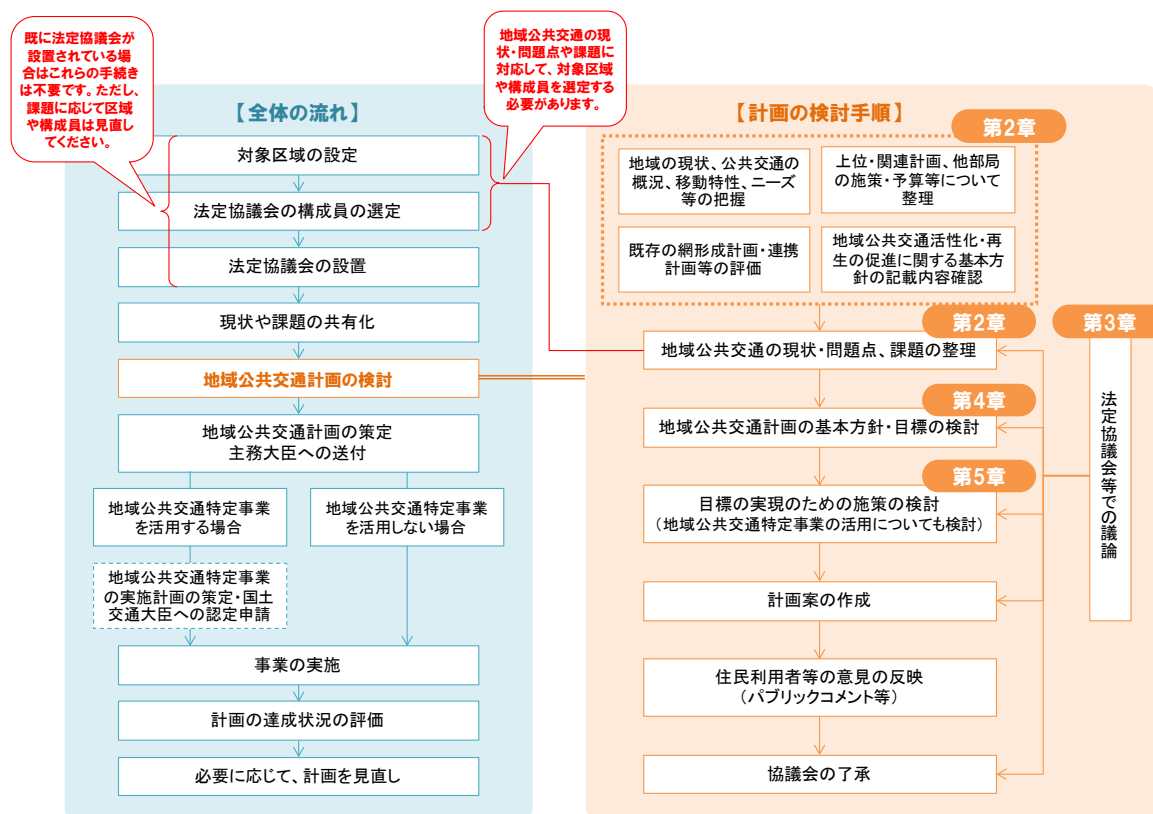 既に法定協議会が
設置されている場
合はこれらの手続き
は不要です。ただし、
課題に応じて区域
や構成員は見直し
てください。
地域公共交通の現
状・問題点や課題に
対応して、対象区域
や構成員を選定する
必要があります。
【全体の流れ】
対象区域の設定
法定協議会の構成員の選定
法定協議会の設置
現状や課題の共有化
地域公共交通計画の検討
地域公共交通計画の策定
主務大臣への送付
地域公共交通特定事業
を活用する場合
地域公共交通特定事業
を活用しない場合
地域公共交通特定事業
の実施計画の策定・国土
交通大臣への認定申請
事業の実施
計画の達成状況の評価
必要に応じて、計画を見直し
【計画の検討手順】
第2章
地域の現状、公共交通の
概況、移動特性、ニーズ
等の把握
上位・関連計画、他部局
の施策・予算等について
整理
既存の網形成計画・連携
計画等の評価
地域公共交通活性化・再
生の促進に関する基本方
針の記載内容確認
第2章
地域公共交通の現状・問題点、課題の整理
第4章
地域公共交通計画の基本方針・目標の検討
第5章
目標の実現のための施策の検討
（地域公共交通特定事業の活用についても検討）
計画案の作成
住民利用者等の意見の反映
（パブリックコメント等）
協議会の了承
第3章
法定協議会等での議論